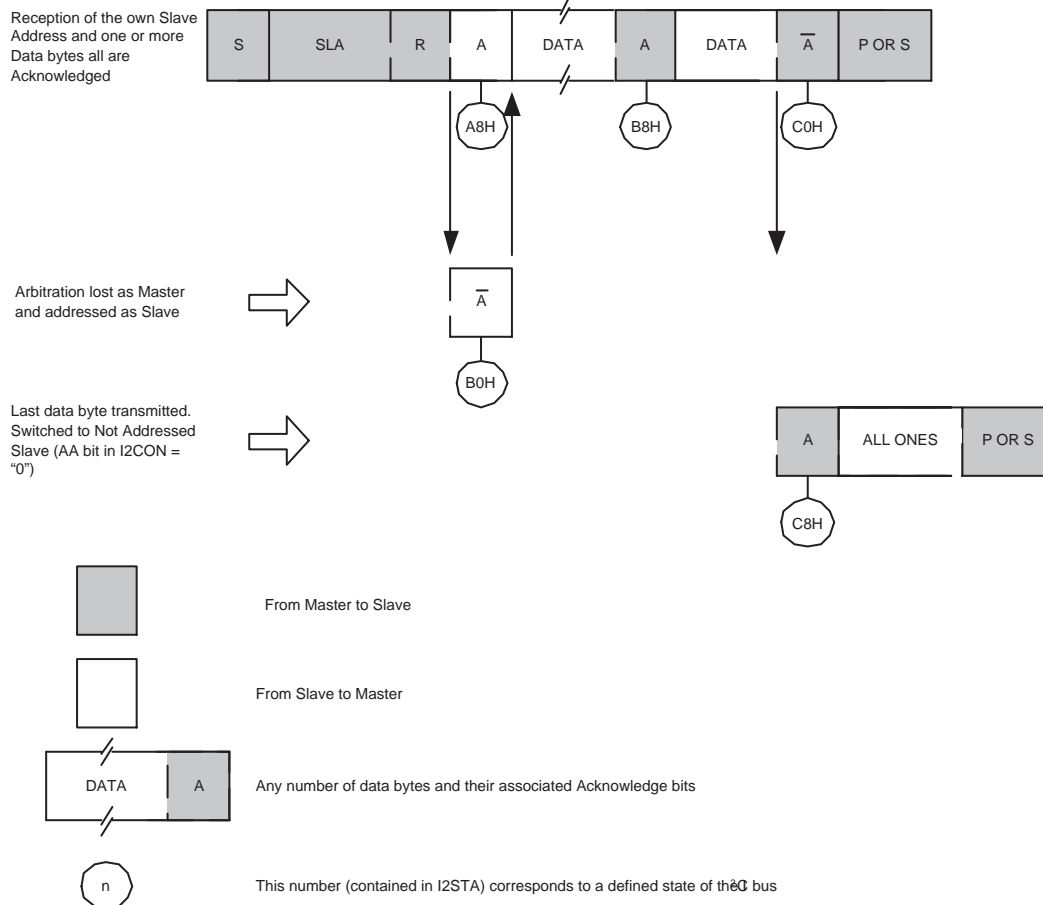 Reception of the own Slave
Address and one or more
Data bytes all are
Acknowledged
S SLA R A DATA A DATA A̅ P OR S
A8H B8H C0H
Arbitration lost as Master
and addressed as Slave
A̅
B0H
Last data byte transmitted.
Switched to Not Addressed
Slave (AA bit in I2CON =
“0”)
A ALL ONES P OR S
C8H
From Master to Slave
From Slave to Master
DATA A
Any number of data bytes and their associated Acknowledge bits
n
This number (contained in I2STA) corresponds to a defined state of the I²C bus